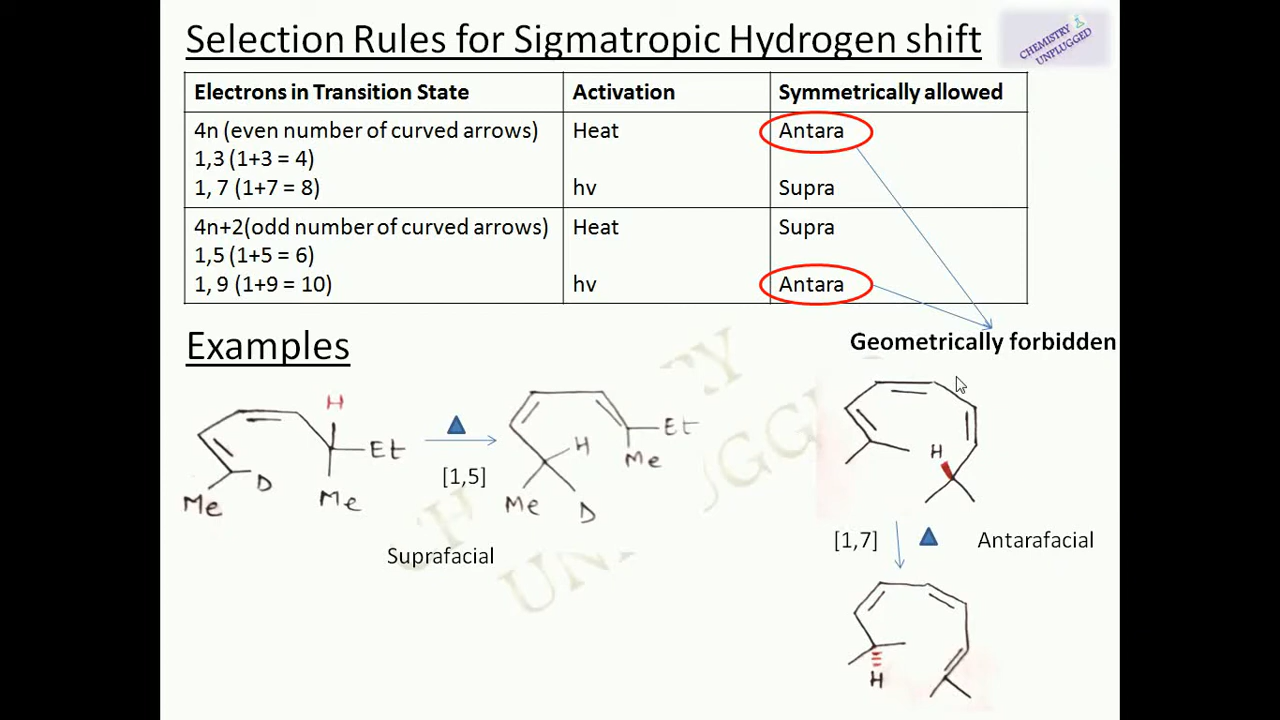 Selection Rules for Sigmatropic Hydrogen shift
CHEMISTRY
UNPLUGGED
Electrons in Transition State Activation Symmetrically allowed
4n (even number of curved arrows) Heat Antara
1,3 (1+3 = 4)
1, 7 (1+7 = 8) hv Supra
4n+2(odd number of curved arrows) Heat Supra
1,5 (1+5 = 6)
1, 9 (1+9 = 10) hv Antara
Geometrically forbidden
Examples
H
Et
D
Me
Me
[1,5]
H
Et
Me
Me
D
Suprafacial
H
[1,7] Antarafacial
H